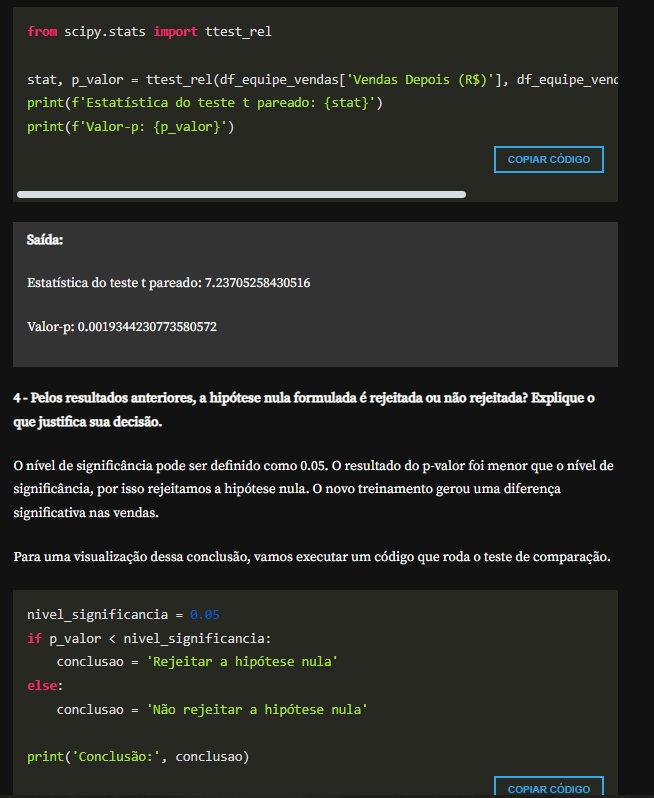 from scipy.stats import ttest_rel
stat, p_valor = ttest_rel(df_equipe_vendas['Vendas Depois (R$)'], df_equipe_vend
print(f'Estatística do teste t pareado: {stat}')
print(f'Valor-p: {p_valor}')
COPIAR CÓDIGO
Saída:
Estatística do teste t pareado: 7.23705258430516
Valor-p: 0.0019344230773580572
4 - Pelos resultados anteriores, a hipótese nula formulada é rejeitada ou não rejeitada? Explique o
que justifica sua decisão.
O nível de significância pode ser definido como 0.05. O resultado do p-valor foi menor que o nível de
significância, por isso rejeitamos a hipótese nula. O novo treinamento gerou uma diferença
significativa nas vendas.
Para uma visualização dessa conclusão, vamos executar um código que roda o teste de comparação.
nivel_significancia = 0.05
if p_valor < nivel_significancia:
    conclusao = 'Rejeitar a hipótese nula'
else:
    conclusao = 'Não rejeitar a hipótese nula'
print('Conclusão:', conclusao)
COPIAR CÓDIGO